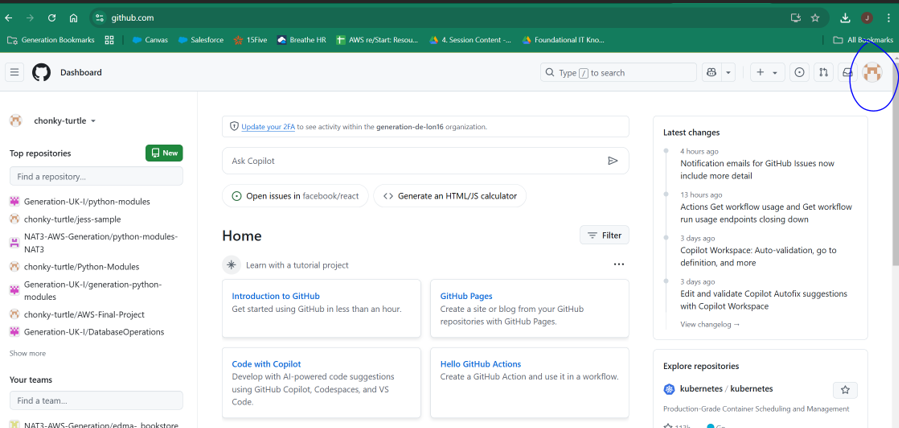 github.com
J
Generation Bookmarks
Canvas
Salesforce
15Five
Breathe HR
AWS re/Start: Resou...
4. Session Content -...
Foundational IT Kno...
All Bookmarks
Dashboard
Type / to search
chonky-turtle
Top repositories
New
Find a repository...
Generation-UK-I/python-modules
chonky-turtle/jess-sample
NAT3-AWS-Generation/python-modules-
NAT3
chonky-turtle/Python-Modules
Generation-UK-I/generation-python-
modules
chonky-turtle/AWS-Final-Project
Generation-UK-I/DatabaseOperations
Show more
Your teams
Find a team...
NAT3-AWS-Generation/edma- bookstore
Update your 2FA to see activity within the generation-de-lon16 organization.
Ask Copilot
Open issues in facebook/react
Generate an HTML/JS calculator
Home
Filter
Learn with a tutorial project
Introduction to GitHub
Get started using GitHub in less than an hour.
GitHub Pages
Create a site or blog from your GitHub
repositories with GitHub Pages.
Code with Copilot
Develop with AI-powered code suggestions
using GitHub Copilot, Codespaces, and VS
Code.
Hello GitHub Actions
Create a GitHub Action and use it in a workflow.
Latest changes
4 hours ago
Notification emails for GitHub Issues now
include more detail
13 hours ago
Actions Get workflow usage and Get workflow
run usage endpoints closing down
3 days ago
Copilot Workspace: Auto-validation, go to
definition, and more
3 days ago
Edit and validate Copilot Autofix suggestions
with Copilot Workspace
View changelog →
Explore repositories
kubernetes / kubernetes
Production-Grade Container Scheduling and Management